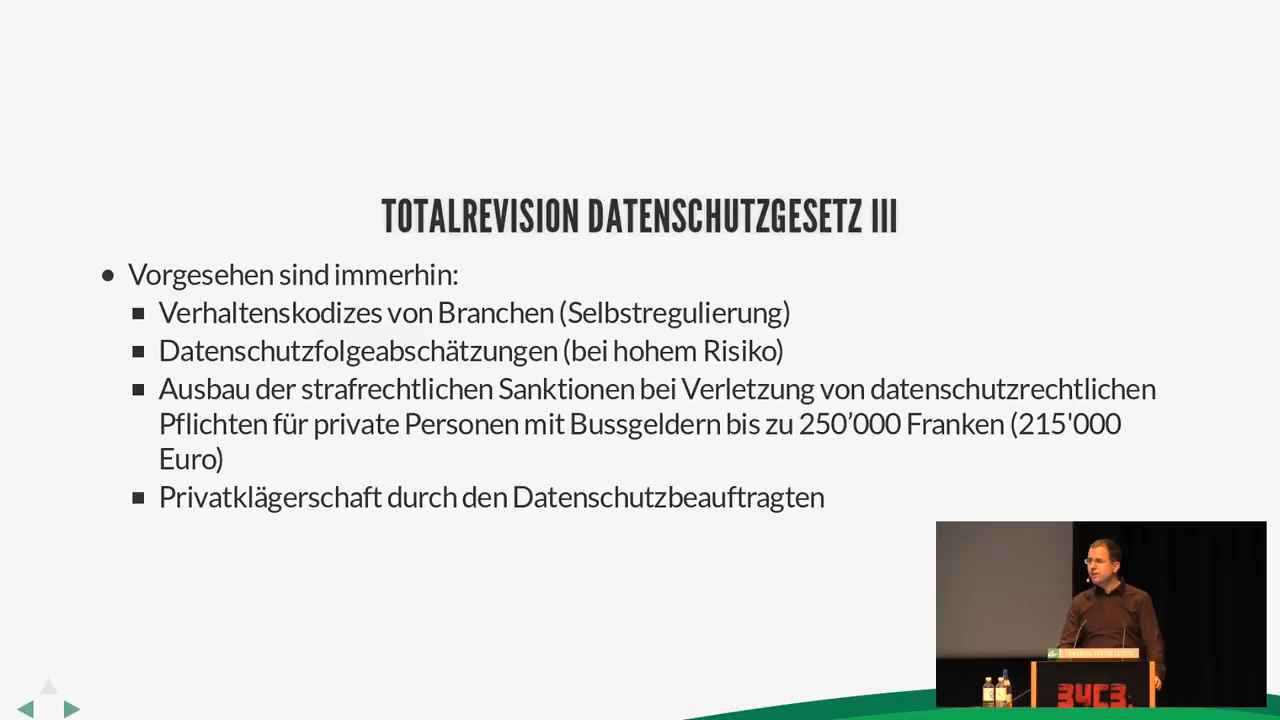 TOTALREVISION DATENSCHUTZGESETZ III
Vorgesehen sind immerhin:
Verhaltenskodizes von Branchen (Selbstregulierung)
Datenschutzfolgeabschätzungen (bei hohem Risiko)
Ausbau der strafrechtlichen Sanktionen bei Verletzung von datenschutzrechtlichen
Pflichten für private Personen mit Bussgeldern bis zu 250’000 Franken (215'000
Euro)
Privatklägerschaft durch den Datenschutzbeauftragten
34C3